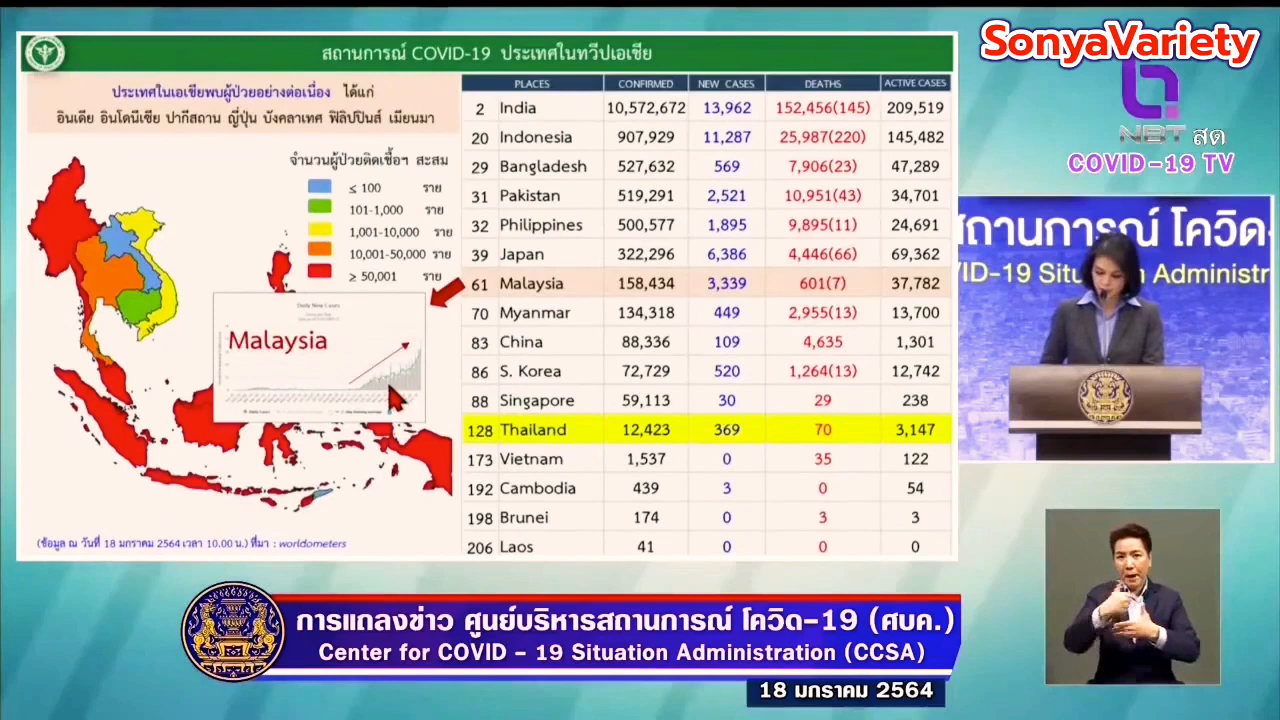 SonyaVariety
NBT สด
COVID-19 TV
สถานการณ์ COVID-19 ประเทศในทวีปเอเชีย
ประเทศในเอเชียพบผู้ป่วยอย่างต่อเนื่อง ได้แก่
อินเดีย อินโดนีเซีย ปากีสถาน ญี่ปุ่น บังคลาเทศ ฟิลิปปินส์ เมียนมา
จำนวนผู้ป่วยติดเชื้อฯ สะสม
≤ 100 ราย
101-1,000 ราย
1,001-10,000 ราย
10,001-50,000 ราย
≥ 50,001 ราย
Daily New Cases
Malaysia
(ข้อมูล ณ วันที่ 18 มกราคม 2564 เวลา 10.00 น.) ที่มา : worldometers
PLACES CONFIRMED NEW CASES DEATHS ACTIVE CASES
2 India 10,572,672 13,962 152,456(145) 209,519
20 Indonesia 907,929 11,287 25,987(220) 145,482
29 Bangladesh 527,632 569 7,906(23) 47,289
31 Pakistan 519,291 2,521 10,951(43) 34,701
32 Philippines 500,577 1,895 9,895(11) 24,691
39 Japan 322,296 6,386 4,446(66) 69,362
61 Malaysia 158,434 3,339 601(7) 37,782
70 Myanmar 134,318 449 2,955(13) 13,700
83 China 88,336 109 4,635 1,301
86 S. Korea 72,729 520 1,264(13) 12,742
88 Singapore 59,113 30 29 238
128 Thailand 12,423 369 70 3,147
173 Vietnam 1,537 0 35 122
192 Cambodia 439 3 0 54
198 Brunei 174 0 3 3
206 Laos 41 0 0 0
สถานการณ์ โควิด-
VID-19 Situation Administr
การแถลงข่าว ศูนย์บริหารสถานการณ์ โควิด-19 (ศบค.)
Center for COVID - 19 Situation Administration (CCSA)
18 มกราคม 2564